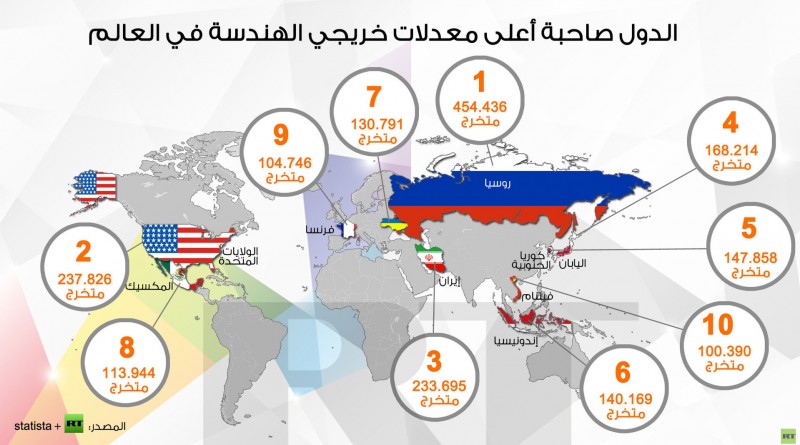 الدول صاحبة أعلى معدلات خريجي الهندسة في العالم
1
454.436
متخرج
7
130.791
متخرج
9
104.746
متخرج
4
168.214
متخرج
روسيا
5
147.858
متخرج
2
237.826
متخرج
الولايات
المتحدة
المكسيك
فرنسا
إيران
كوريا
الجنوبية
اليابان
فيتنام
إندونيسيا
8
113.944
متخرج
3
233.695
متخرج
6
140.169
متخرج
10
100.390
متخرج
المصدر: RT + statista
RT
RT